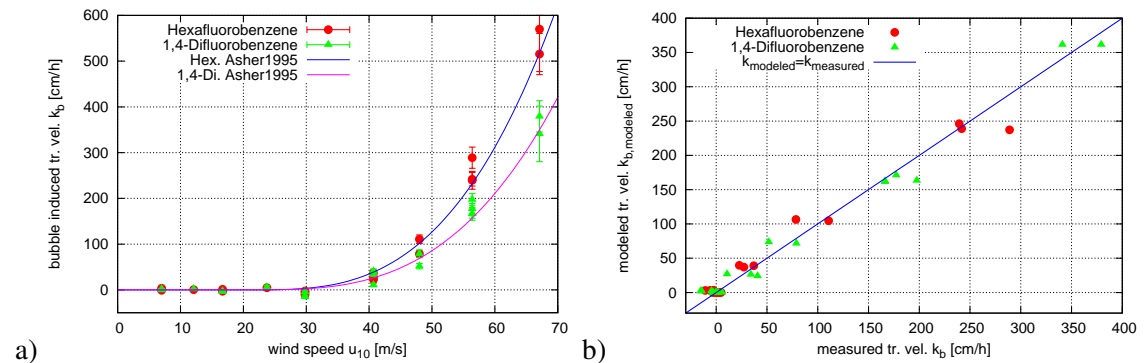 Hexafluorobenzene
1,4-Difluorobenzene
Hex. Asher1995
1,4-Di. Asher1995
bubble induced tr. vel. k_b [cm/h]
600
500
400
300
200
100
0
0 10 20 30 40 50 60 70
wind speed u_10 [m/s]
a)
Hexafluorobenzene
1,4-Difluorobenzene
k_modeled=k_measured
modeled tr. vel. k_b,modeled [cm/h]
400
350
300
250
200
150
100
50
0
0 50 100 150 200 250 300 350 400
measured tr. vel. k_b [cm/h]
b)